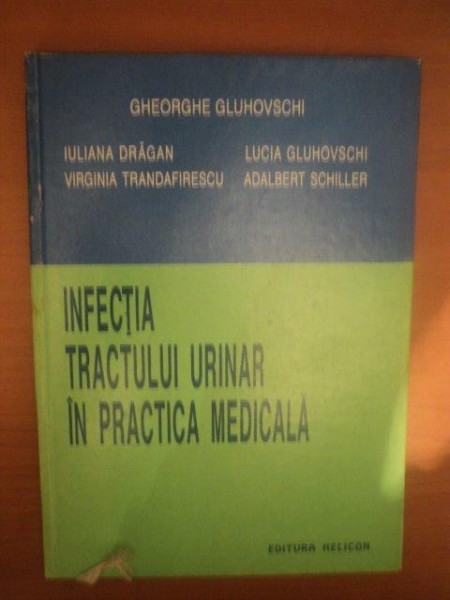 GHEORGHE GLUHOVSCHI
IULIANA DRĂGAN LUCIA GLUHOVSCHI
VIRGINIA TRANDAFIRESCU ADALBERT SCHILLER
INFECȚIA
TRACTULUI URINAR
ÎN PRACTICA MEDICALĂ
EDITURA HELICON